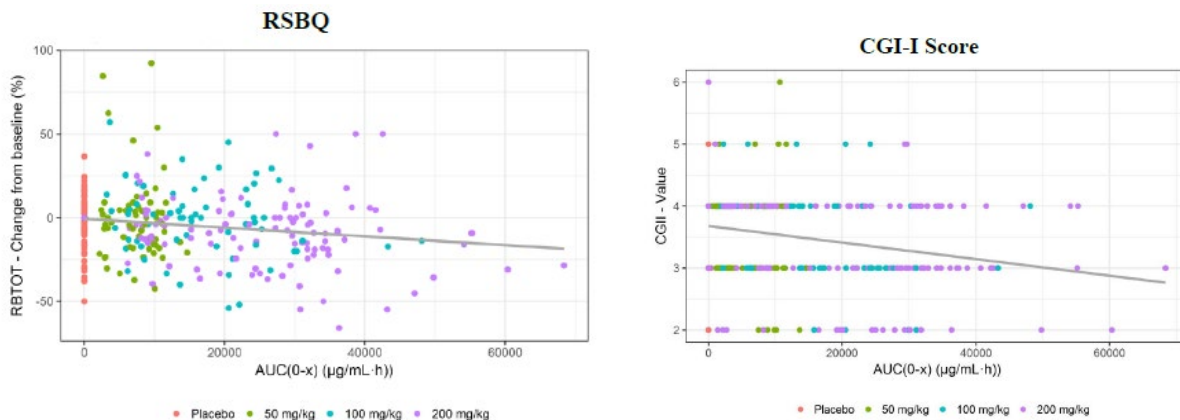 RSBQ
RBTOT - Change from baseline (%)
100
50
0
-50
0
20000
40000
60000
AUC(0-x) (µg/mL·h))
Placebo
50 mg/kg
100 mg/kg
200 mg/kg
CGI-I Score
CGII - Value
6
5
4
3
2
0
20000
40000
60000
AUC(0-x) (µg/mL·h))
Placebo
50 mg/kg
100 mg/kg
200 mg/kg